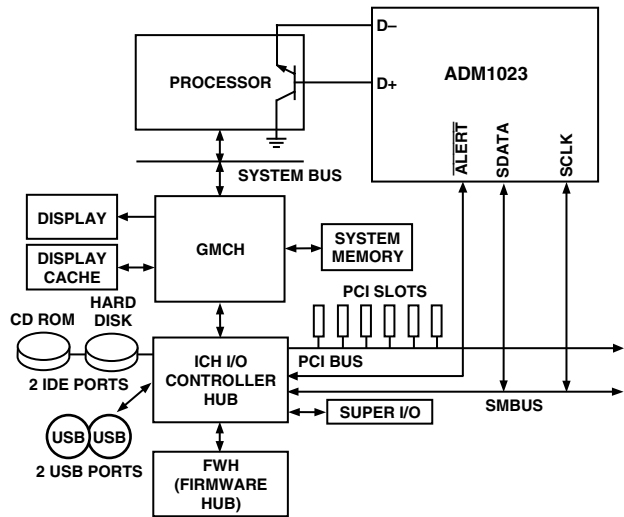 D–
PROCESSOR
D+
ADM1023
ALERT
SDATA
SCLK
SYSTEM BUS
DISPLAY
GMCH
SYSTEM
MEMORY
DISPLAY
CACHE
PCI SLOTS
HARD
DISK
CD ROM
ICH I/O
CONTROLLER
HUB
PCI BUS
2 IDE PORTS
SUPER I/O
SMBUS
USB
USB
2 USB PORTS
FWH
(FIRMWARE
HUB)